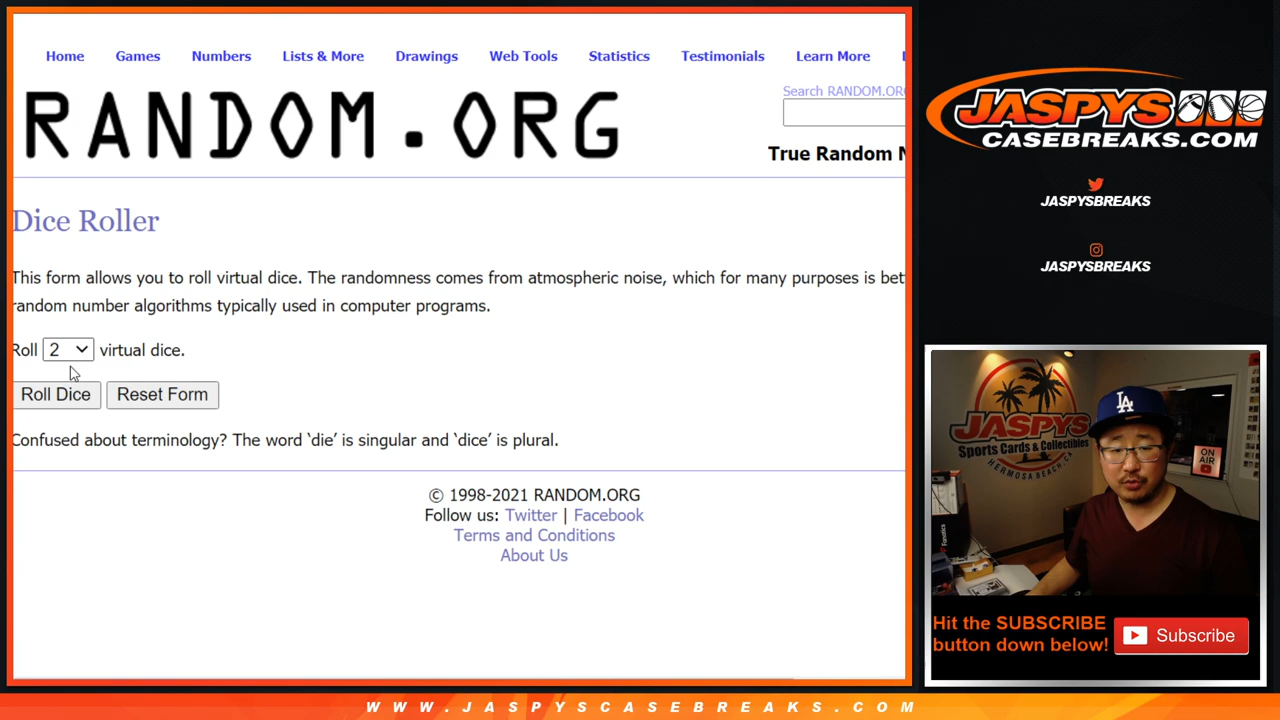 Home Games Numbers Lists & More Drawings Web Tools Statistics Testimonials Learn More
Search RANDOM.ORG
RANDOM.ORG
True Random N
Dice Roller
This form allows you to roll virtual dice. The randomness comes from atmospheric noise, which for many purposes is bet
random number algorithms typically used in computer programs.
Roll 2 virtual dice.
Roll Dice Reset Form
Confused about terminology? The word ‘die’ is singular and ‘dice’ is plural.
© 1998-2021 RANDOM.ORG
Follow us: Twitter | Facebook
Terms and Conditions
About Us
JASPYS
CASEBREAKS.COM
JASPYSBREAKS
JASPYSBREAKS
JASPYS
Sports Cards & Collectibles
HERMOSA BEACH, CA
LA
ON
AIR
Fanatics
Hit the SUBSCRIBE
button down below!
Subscribe
WWW.JASPYSCASEBREAKS.COM